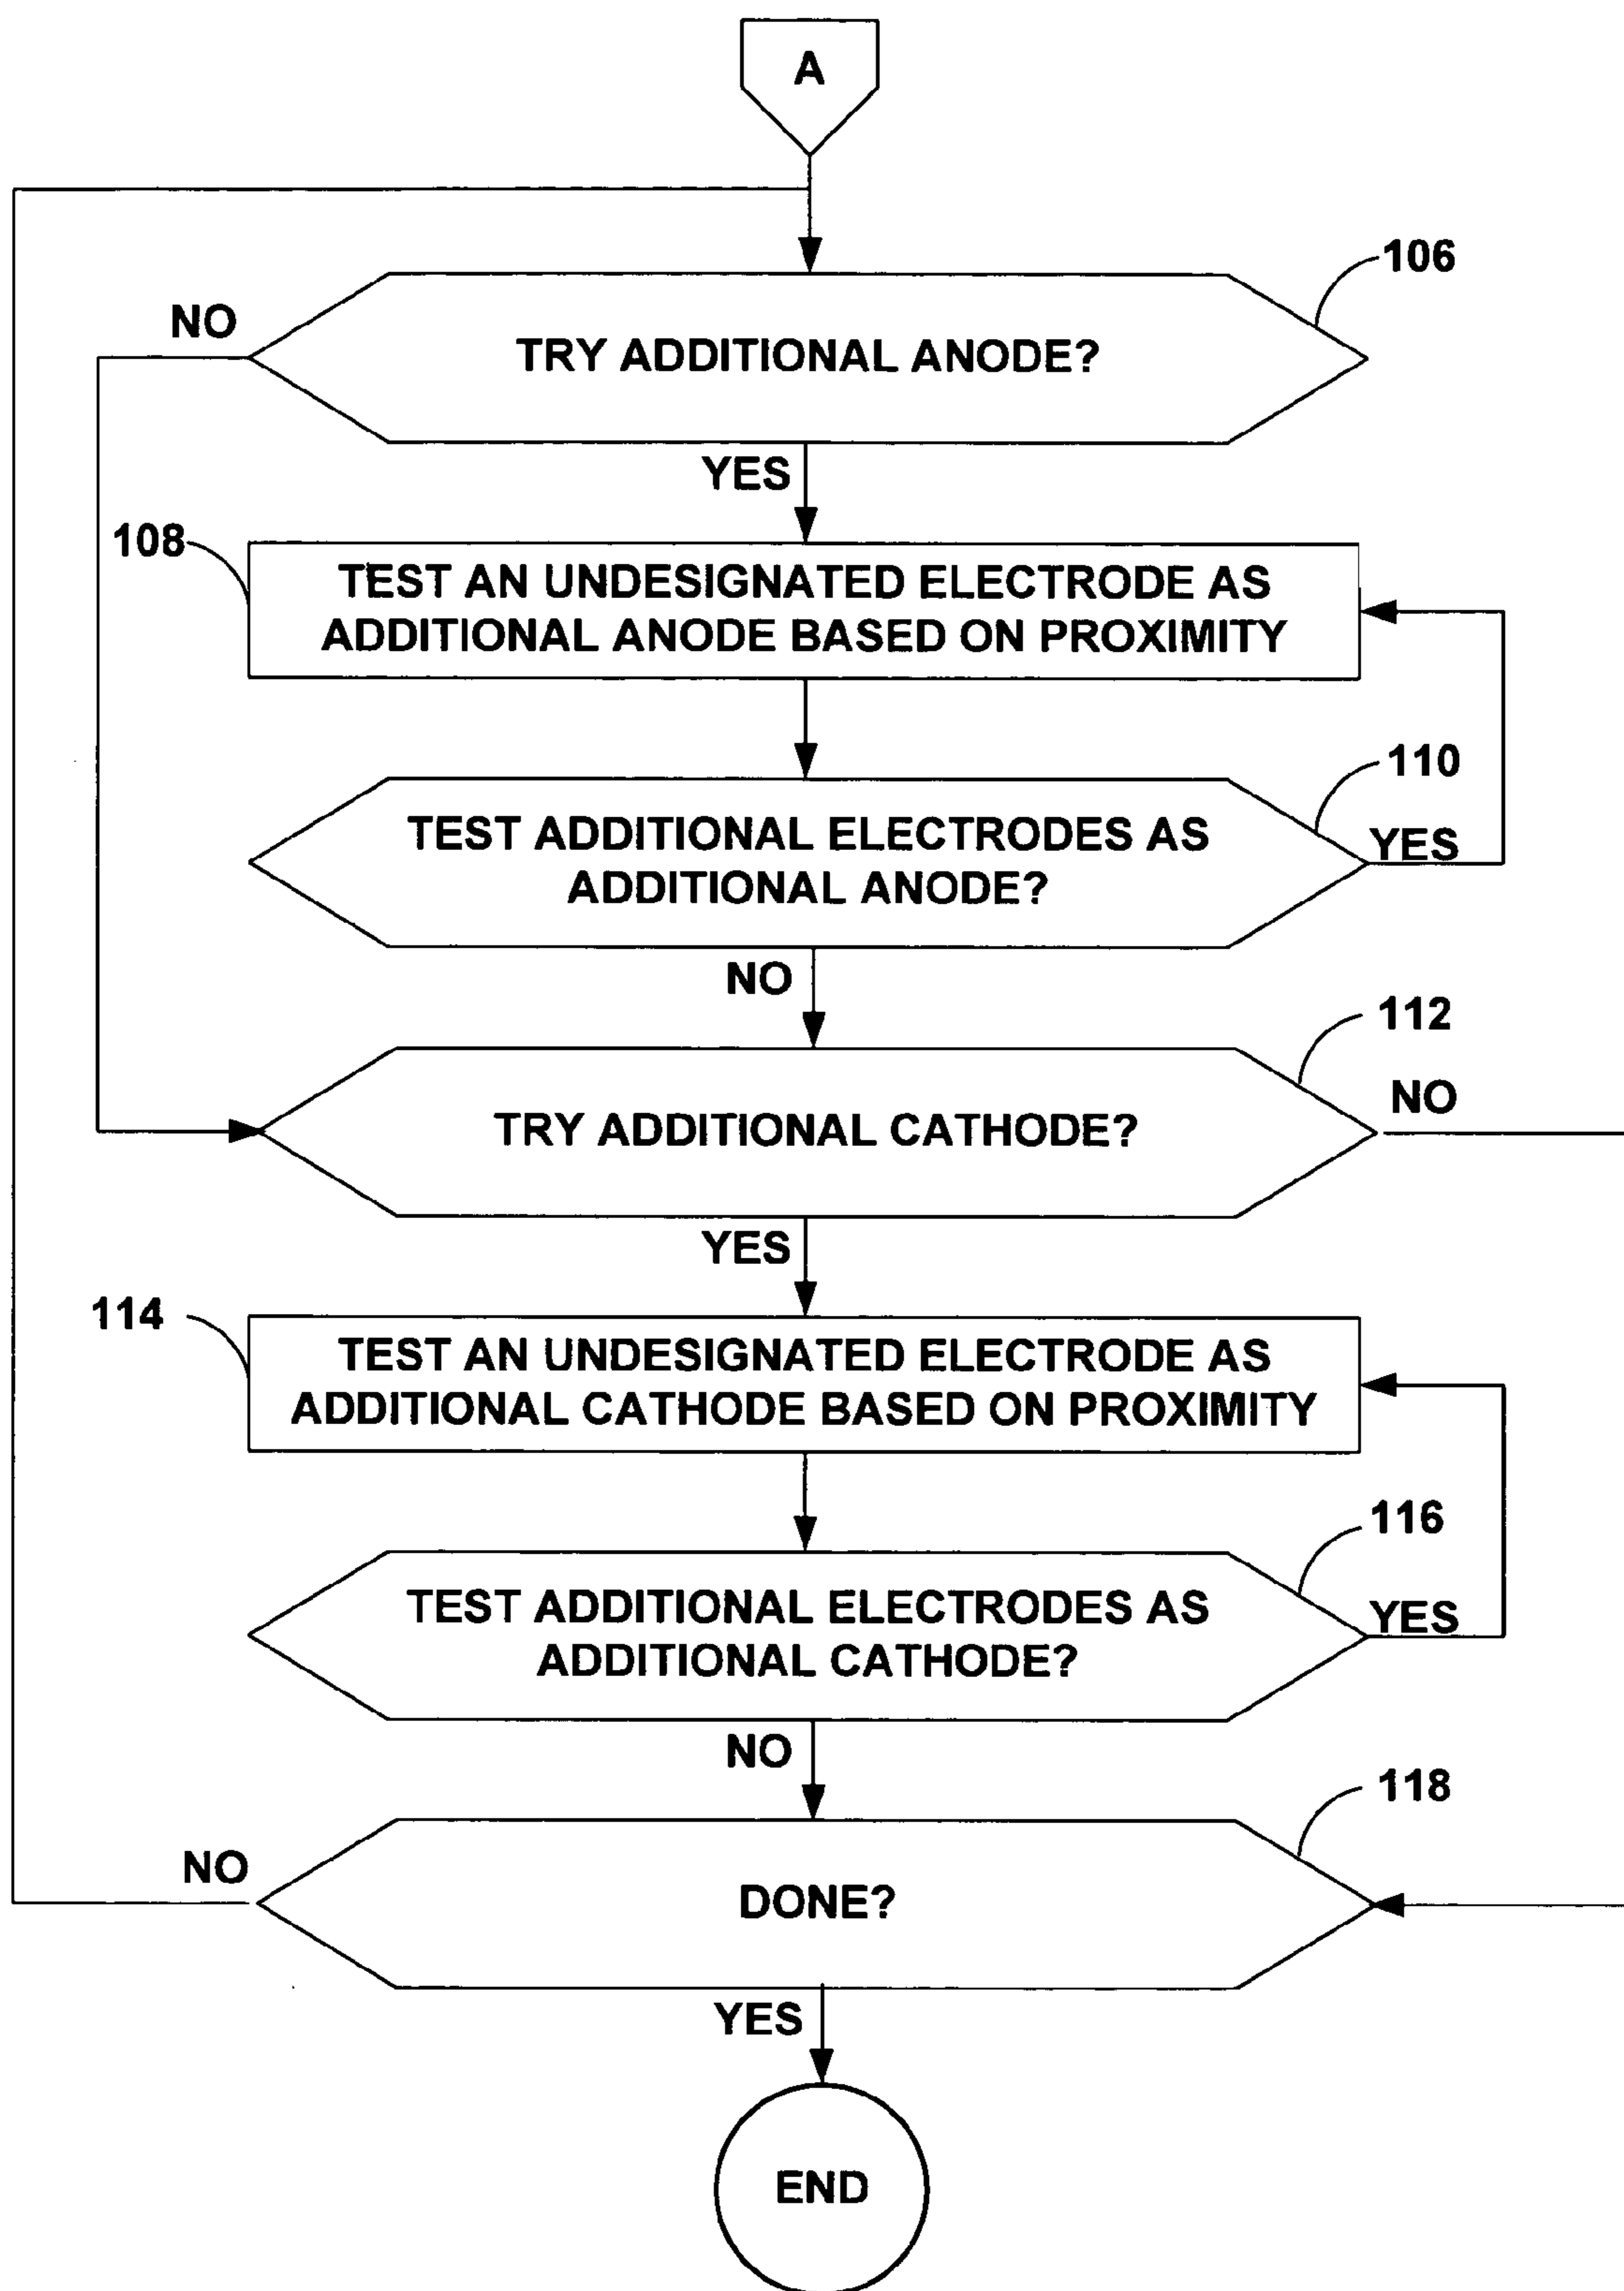 A
106
NO
TRY ADDITIONAL ANODE?
YES
108
TEST AN UNDESIGNATED ELECTRODE AS
ADDITIONAL ANODE BASED ON PROXIMITY
110
TEST ADDITIONAL ELECTRODES AS
ADDITIONAL ANODE?
YES
NO
112
NO
TRY ADDITIONAL CATHODE?
YES
114
TEST AN UNDESIGNATED ELECTRODE AS
ADDITIONAL CATHODE BASED ON PROXIMITY
116
TEST ADDITIONAL ELECTRODES AS
ADDITIONAL CATHODE?
YES
NO
118
NO
DONE?
YES
END